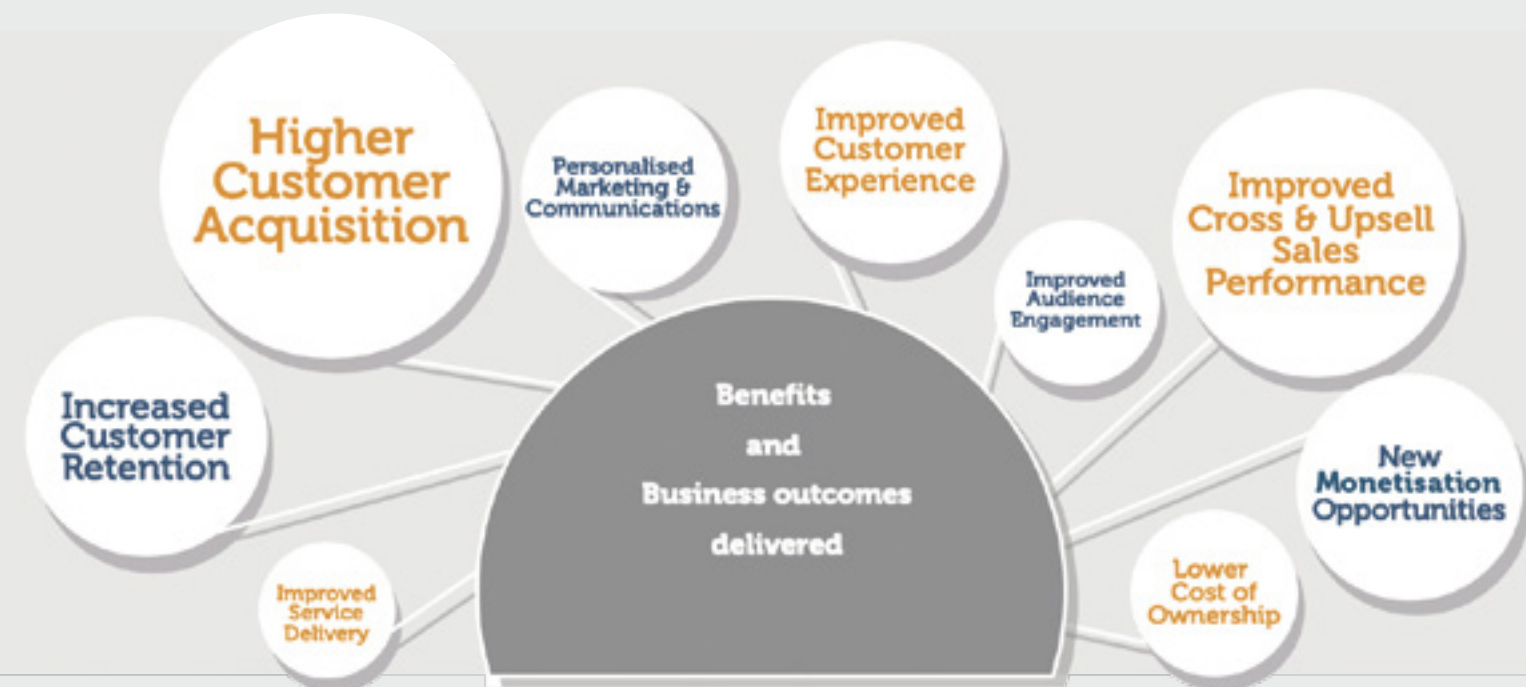 Higher
Customer
Acquisition
Personalised
Marketing &
Communications
Improved
Customer
Experience
Improved
Audience
Engagement
Improved
Cross & Upsell
Sales
Performance
Increased
Customer
Retention
Benefits
and
Business outcomes
delivered
New
Monetisation
Opportunities
Improved
Service
Delivery
Lower
Cost of
Ownership